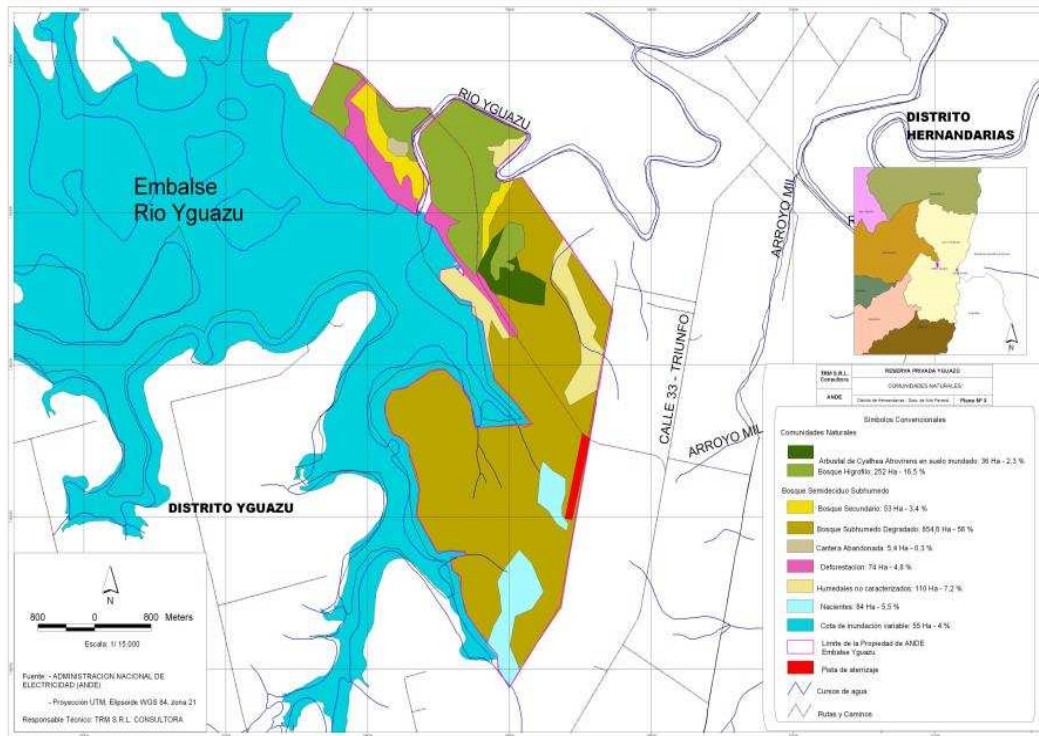 RIO YGUAZU
DISTRITO
HERNANDARIAS
Embalse
Rio Yguazu
ARROYO MIL
CALLE 33 - TRIUNFO
ARROYO MIL
DISTRITO YGUAZU
N
N
800 0 800 Meters
Escala: 1/ 15.000
Fuente: - ADMINISTRACION NACIONAL DE
ELECTRICIDAD (ANDE)
- Proyección UTM, Elipsoide WGS 84, zona 21
Responsable Técnico: TRM S.R.L. CONSULTORA
TRM S.R.L.
Consultora
RESERVA PRIVADA YGUAZU
COMUNIDADES NATURALES
ANDE
Plano Nº 3
Símbolos Convencionales
Comunidades Naturales
Arbustal de Cyathea Atrovirens en suelo inundado: 36 Ha - 2,3 %
Bosque Higrofilo: 252 Ha - 16,5 %
Bosque Semideciduo Subhumedo
Bosque Secundario: 53 Ha - 3,4 %
Bosque Subhumedo Degradado: 854,6 Ha - 56 %
Cantera Abandonada: 5,4 Ha - 0,3 %
Deforestacion: 74 Ha - 4,8 %
Humedales no caracterizados: 110 Ha - 7,2 %
Nacientes: 84 Ha - 5,5 %
Cota de inundación variable: 55 Ha - 4 %
Limite de la Propiedad de ANDE
Embalse Yguazu
Pista de aterrizaje
Cursos de agua
Rutas y Caminos